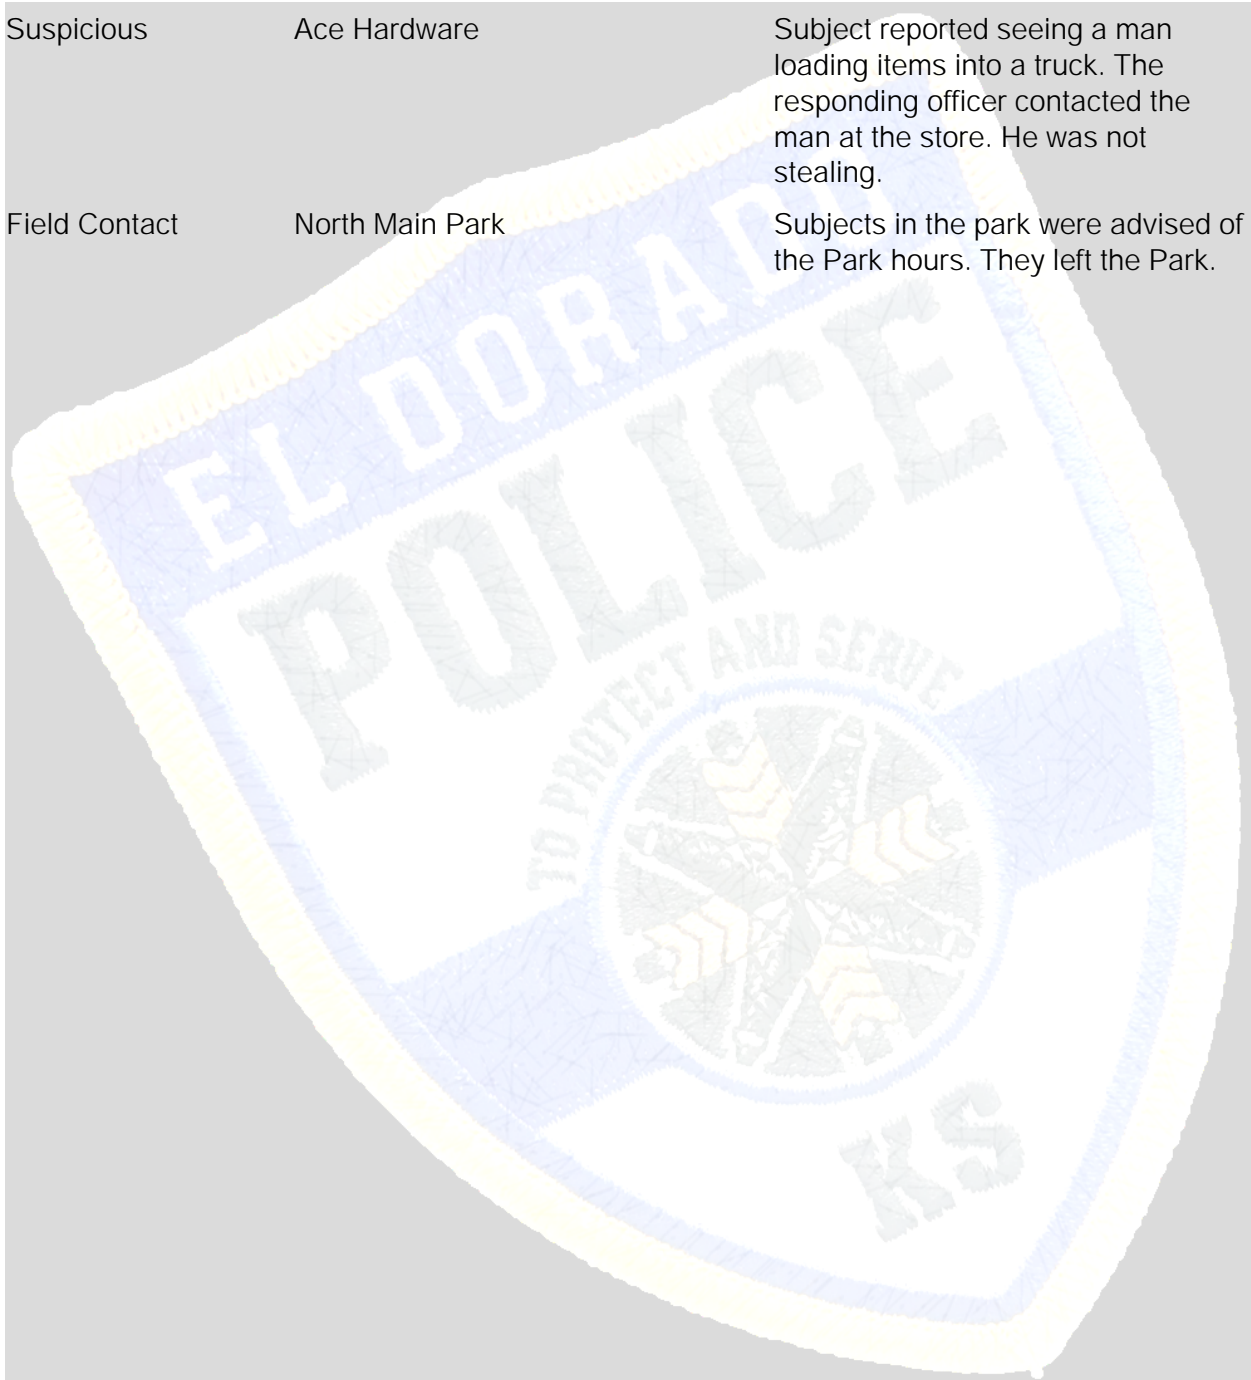 Suspicious
Ace Hardware
Subject reported seeing a man
loading items into a truck. The
responding officer contacted the
man at the store. He was not
stealing.
Field Contact
North Main Park
Subjects in the park were advised of
the Park hours. They left the Park.
EL DORADO
POLICE
TO PROTECT AND SERVE
KS